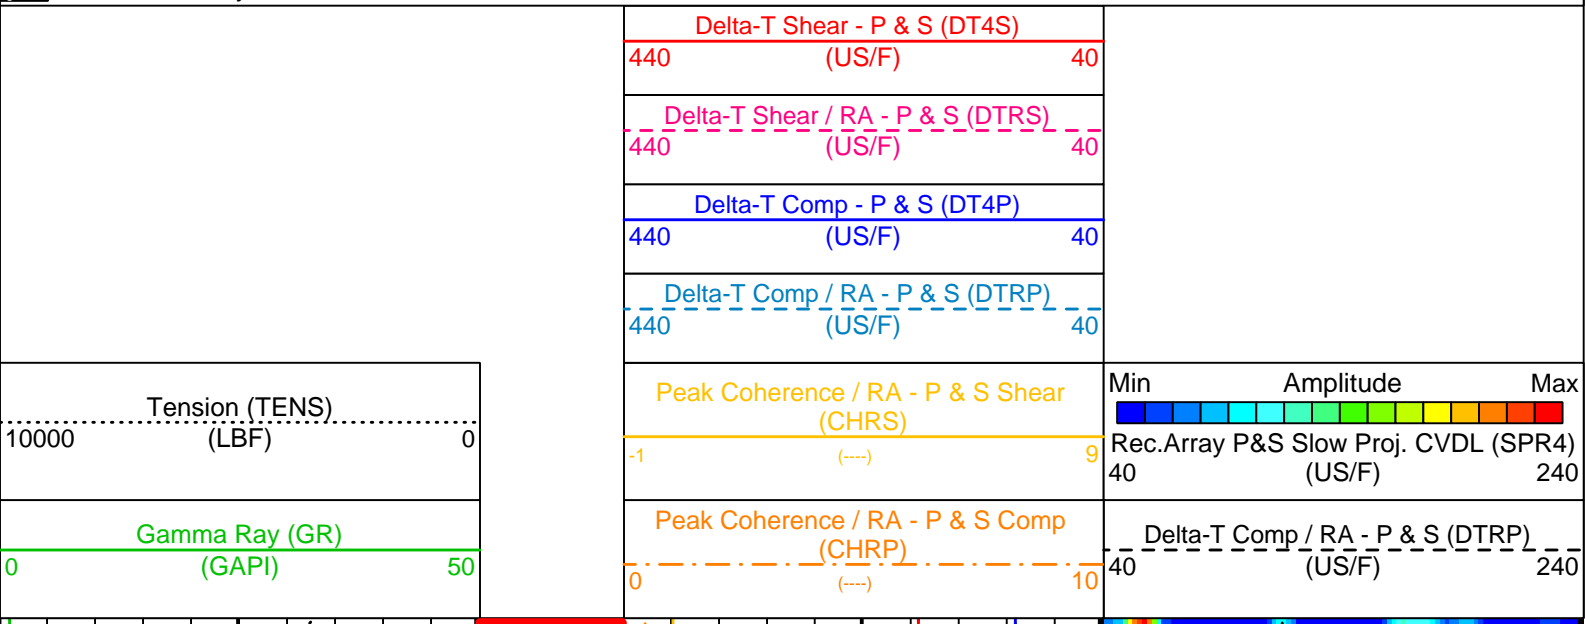 Delta-T Shear - P & S (DT4S)
440 (US/F) 40
Delta-T Shear / RA - P & S (DTRS)
440 (US/F) 40
Delta-T Comp - P & S (DT4P)
440 (US/F) 40
Delta-T Comp / RA - P & S (DTRP)
440 (US/F) 40
Tension (TENS)
10000 (LBF) 0
Peak Coherence / RA - P & S Shear
(CHRS)
-1 (----) 9
Min Amplitude Max
Rec.Array P&S Slow Proj. CVDL (SPR4)
40 (US/F) 240
Gamma Ray (GR)
0 (GAPI) 50
Peak Coherence / RA - P & S Comp
(CHRP)
0 (----) 10
Delta-T Comp / RA - P & S (DTRP)
40 (US/F) 240